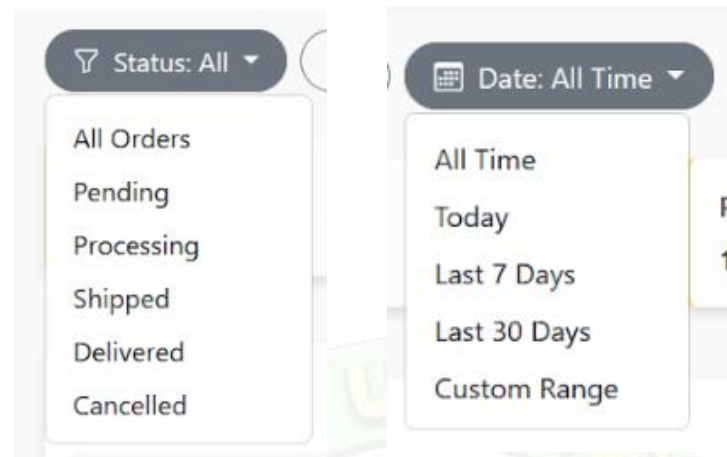 Status: All
All Orders
Pending
Processing
Shipped
Delivered
Cancelled
Date: All Time
All Time
Today
Last 7 Days
Last 30 Days
Custom Range